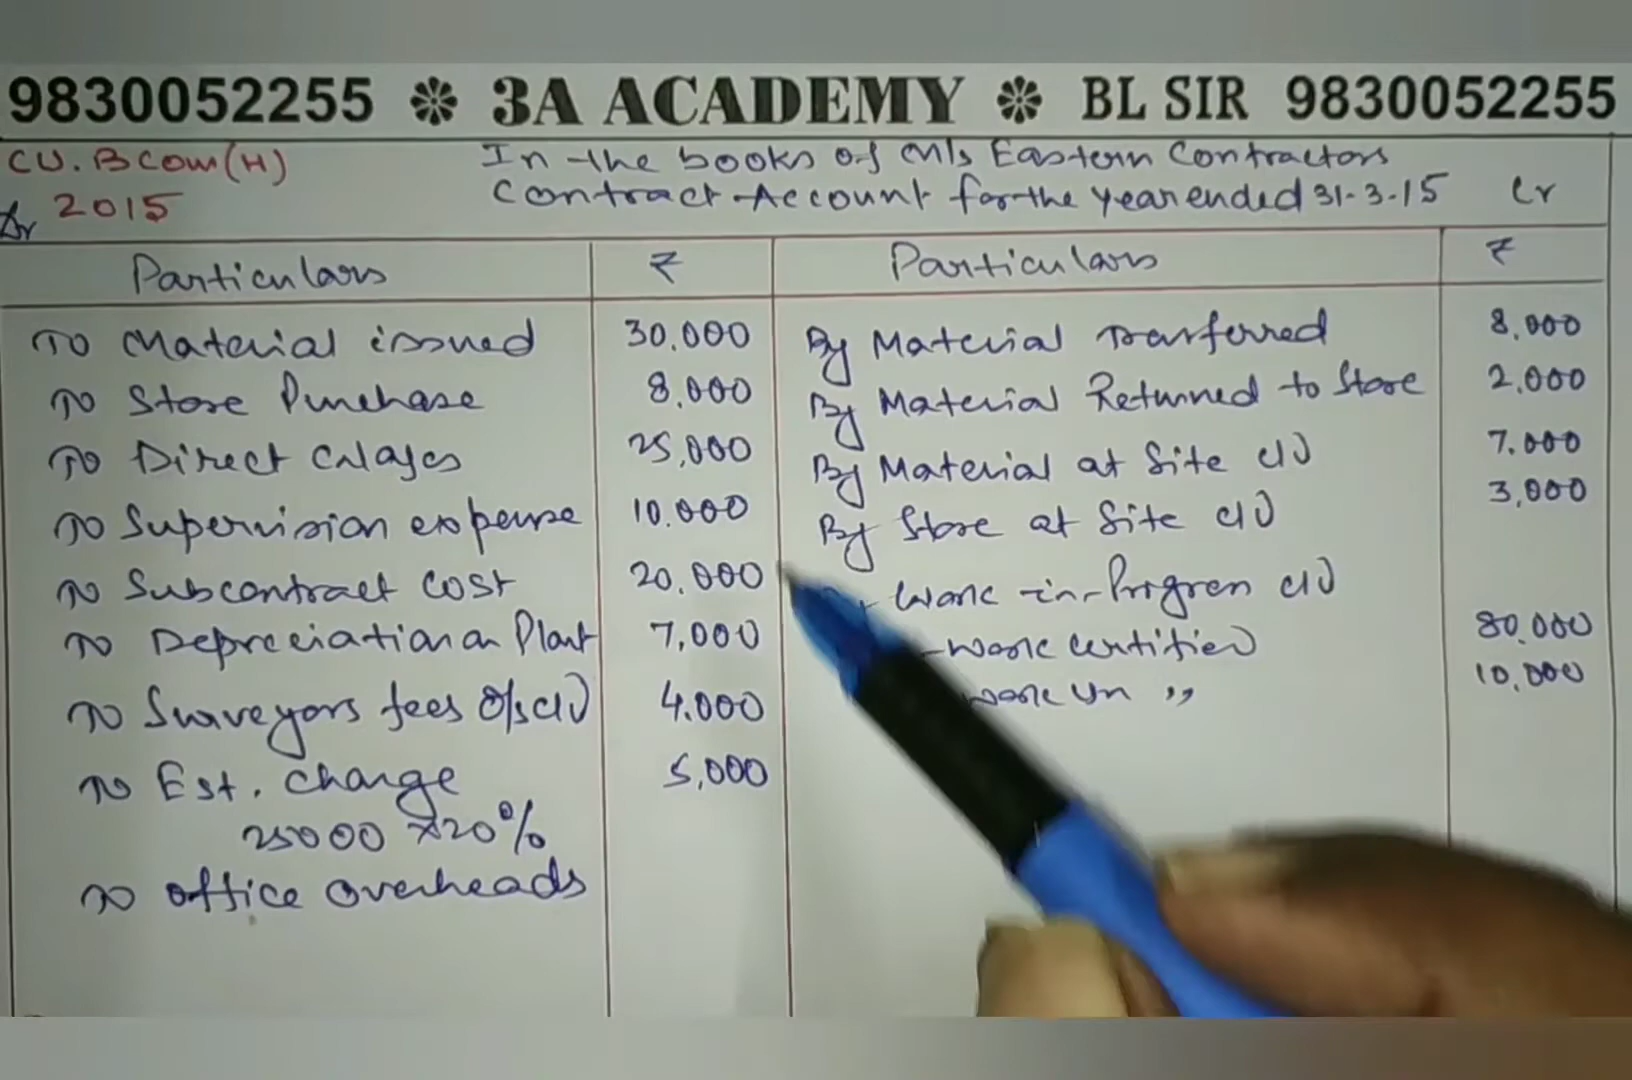 9830052255 ❋ 3A ACADEMY ❋ BL SIR 9830052255
CU. BCom(H)
2015
In the books of M/s Eastern Contractors
Contract Account for the year ended 31-3-15
Dr
Cr
Particulars ₹ Particulars ₹
To Material issued 30,000 By Material Transferred 8,000
To Store Purchase 8,000 By Material Returned to Store 2,000
To Direct Wages 25,000 By Material at Site c/d 7,000
To Supervision expense 10,000 By Store at Site c/d 3,000
To Subcontract Cost 20,000 Work-in-Progress c/d
To Depreciation on Plant 7,000 -Work Certified 80,000
To Surveyors fees o/s c/d 4,000 Work Un ,, 10,000
To Est. Charge 5,000
25000 x 20%
To Office Overheads